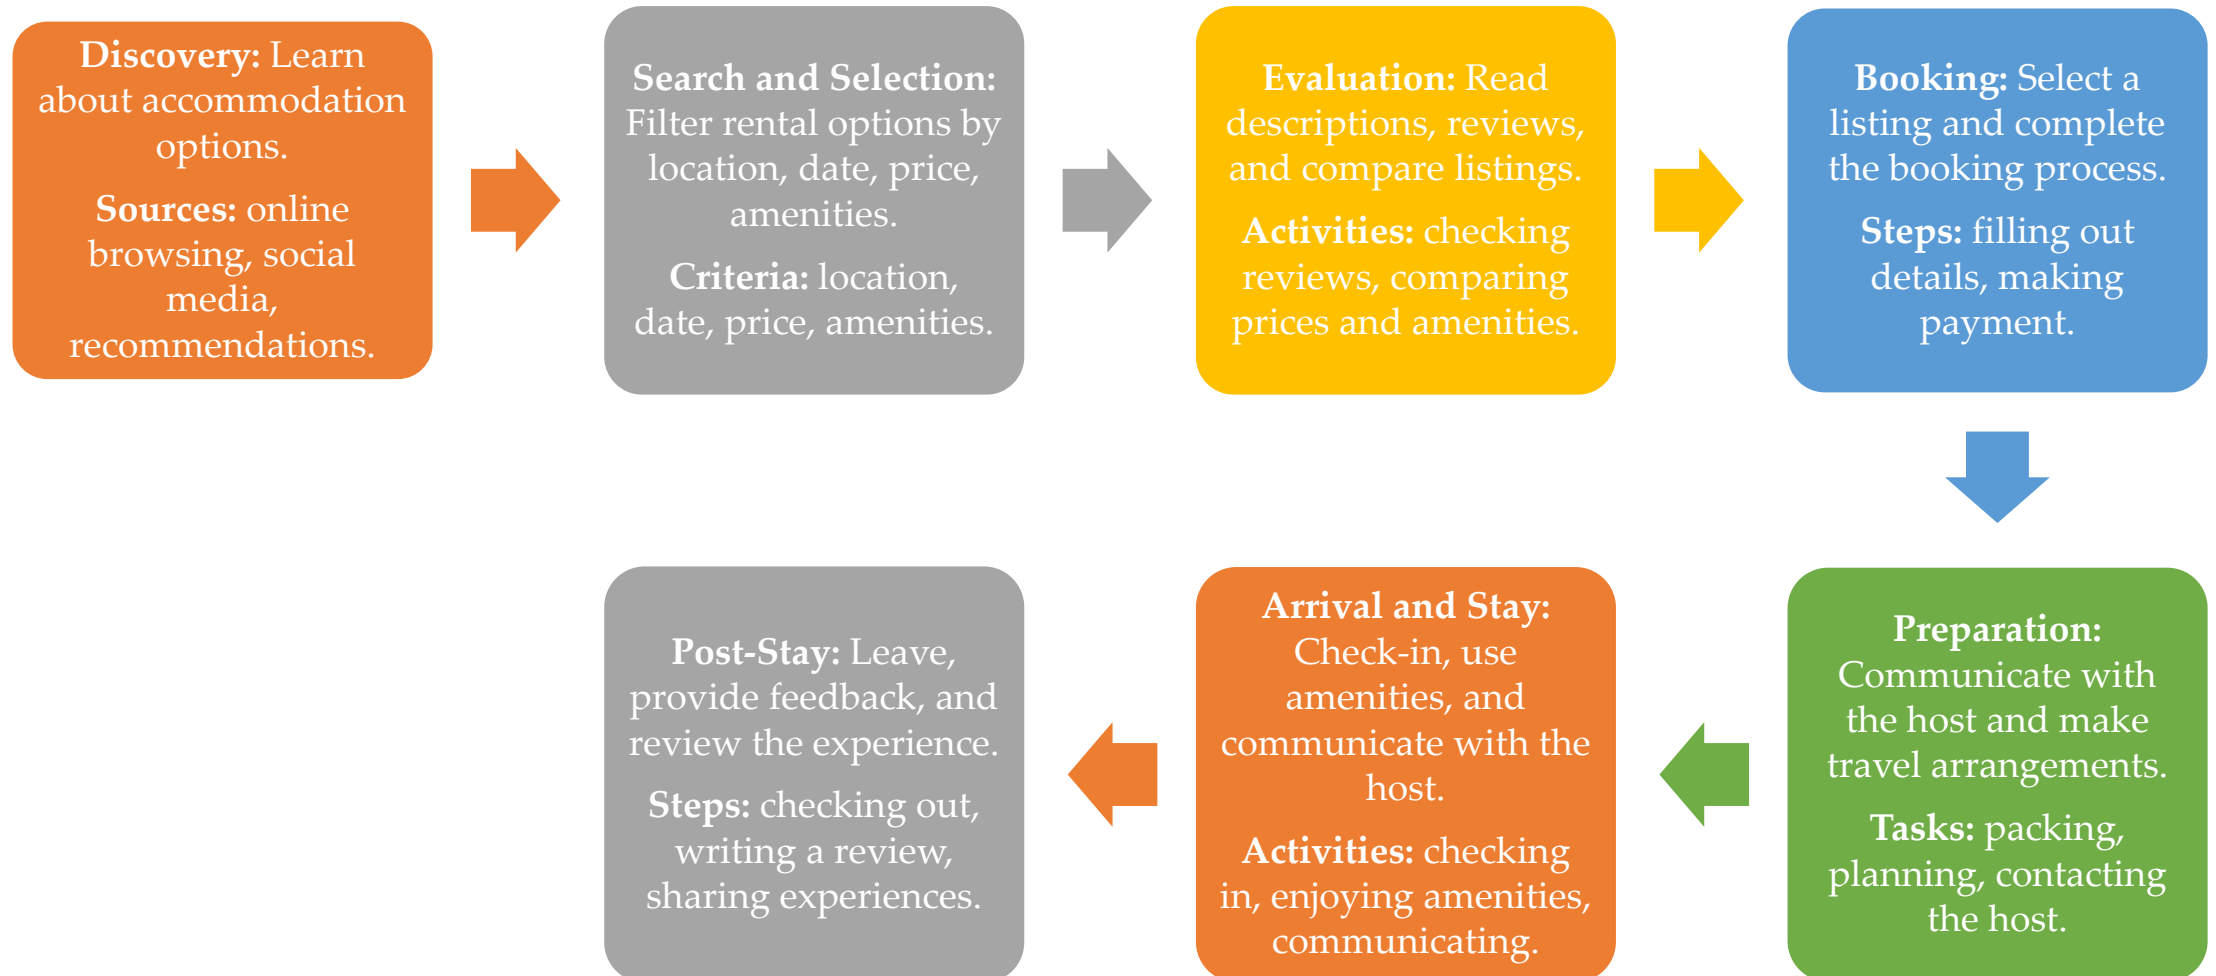 Discovery: Learn
about accommodation
options.
Sources: online
browsing, social
media,
recommendations.
Search and Selection:
Filter rental options by
location, date, price,
amenities.
Criteria: location,
date, price, amenities.
Evaluation: Read
descriptions, reviews,
and compare listings.
Activities: checking
reviews, comparing
prices and amenities.
Booking: Select a
listing and complete
the booking process.
Steps: filling out
details, making
payment.
Preparation:
Communicate with
the host and make
travel arrangements.
Tasks: packing,
planning, contacting
the host.
Arrival and Stay:
Check-in, use
amenities, and
communicate with the
host.
Activities: checking
in, enjoying amenities,
communicating.
Post-Stay: Leave,
provide feedback, and
review the experience.
Steps: checking out,
writing a review,
sharing experiences.